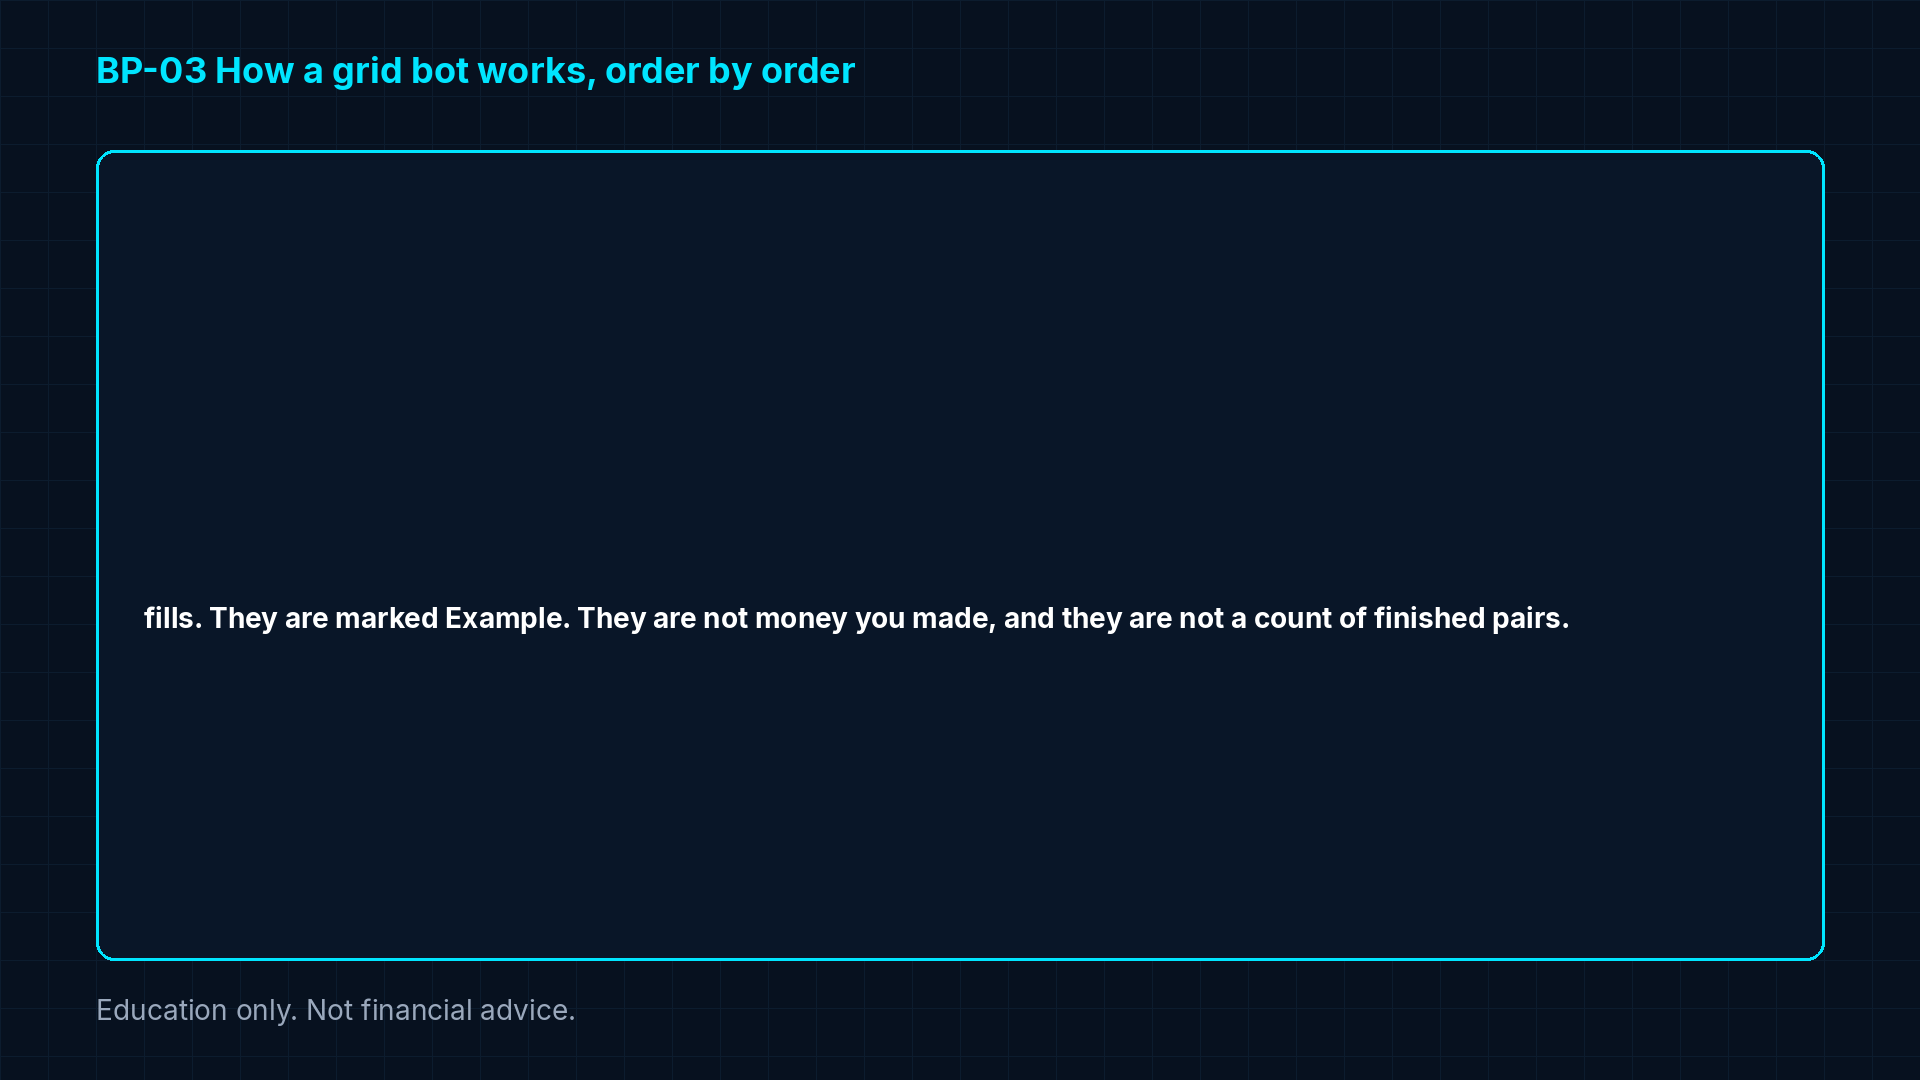 BP-03 How a grid bot works, order by order
fills. They are marked Example. They are not money you made, and they are not a count of finished pairs.
Education only. Not financial advice.